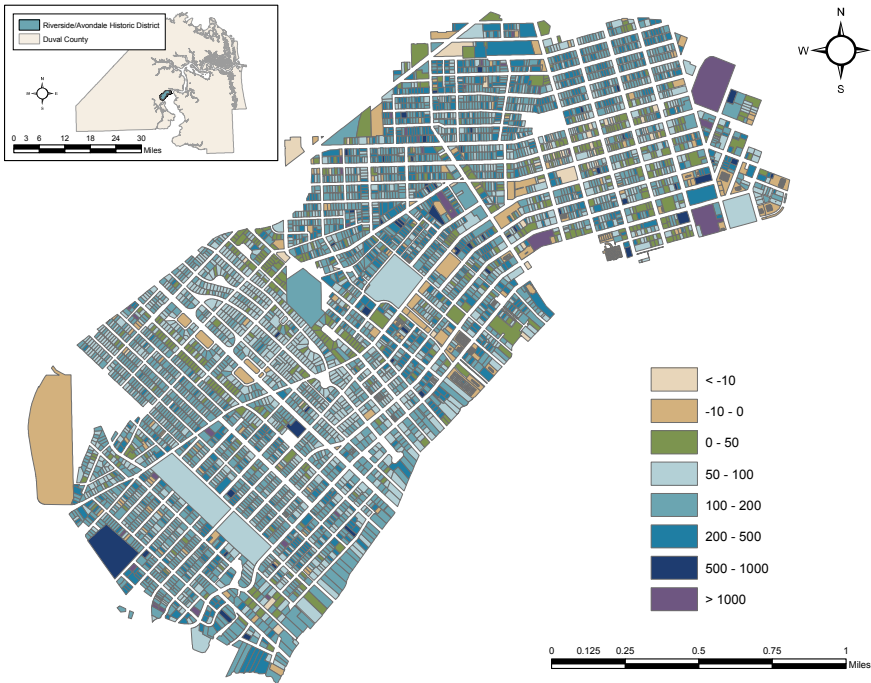 Riverside/Avondale Historic District
Duval County
N
W E
S
0 3 6 12 18 24 30
Miles
N
W E
S
< -10
-10 - 0
0 - 50
50 - 100
100 - 200
200 - 500
500 - 1000
> 1000
0 0.125 0.25 0.5 0.75 1
Miles